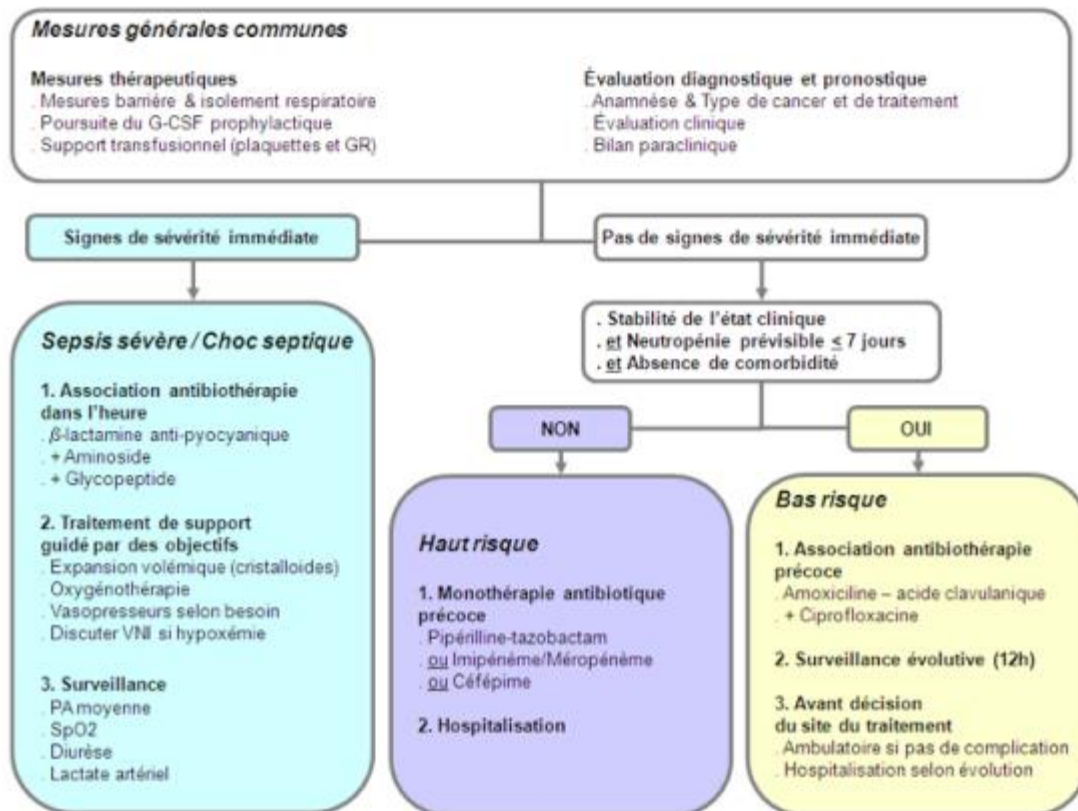 Mesures générales communes
Mesures thérapeutiques
. Mesures barrière & isolement respiratoire
. Poursuite du G-CSF prophylactique
. Support transfusionnel (plaquettes et GR)
Évaluation diagnostique et pronostique
. Anamnèse & Type de cancer et de traitement
. Évaluation clinique
. Bilan paraclinique
Signes de sévérité immédiate
Pas de signes de sévérité immédiate
. Stabilité de l'état clinique
. et Neutropénie prévisible ≤ 7 jours
. et Absence de comorbidité
NON
OUI
Sepsis sévère / Choc septique
1. Association antibiothérapie
dans l'heure
. β-lactamine anti-pyocyanique
. + Aminoside
. + Glycopeptide
2. Traitement de support
guidé par des objectifs
. Expansion volémique (cristalloides)
. Oxygénothérapie
. Vasopresseurs selon besoin
. Discuter VNI si hypoxémie
3. Surveillance
. PA moyenne
. SpO2
. Diurèse
. Lactate artériel
Haut risque
1. Monothérapie antibiotique
précoce
. Pipérilline-tazobactam
. ou Imipénème/Méropénème
. ou Céfépime
2. Hospitalisation
Bas risque
1. Association antibiothérapie
précoce
. Amoxiciline – acide clavulanique
. + Ciprofloxacine
2. Surveillance évolutive (12h)
3. Avant décision
du site du traitement
. Ambulatoire si pas de complication
. Hospitalisation selon évolution